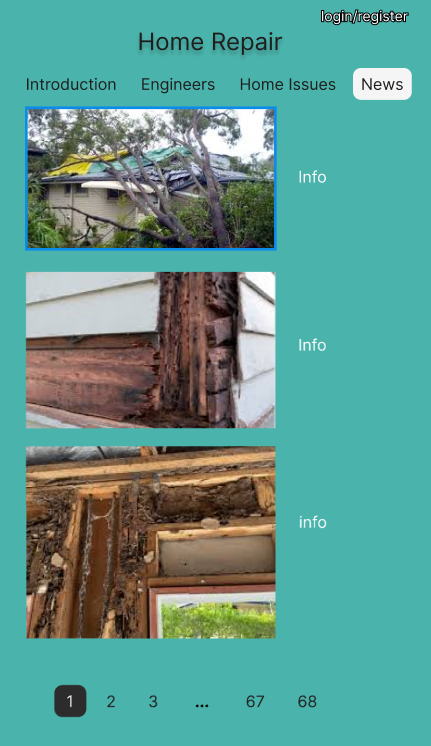 login/register
Home Repair
Introduction Engineers Home Issues News
Info
Info
info
1 2 3 ... 67 68